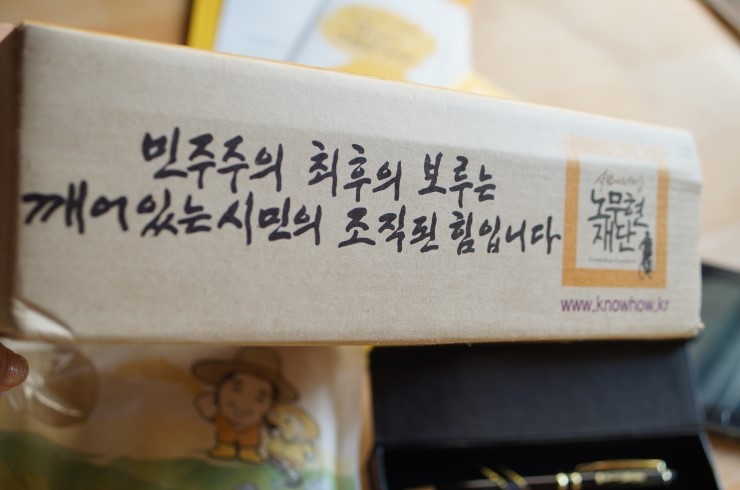 민주주의 최후의 보루는
깨어있는 시민의 조직된 힘입니다
사람사는세상
노무현
재단
www.knowhow.kr